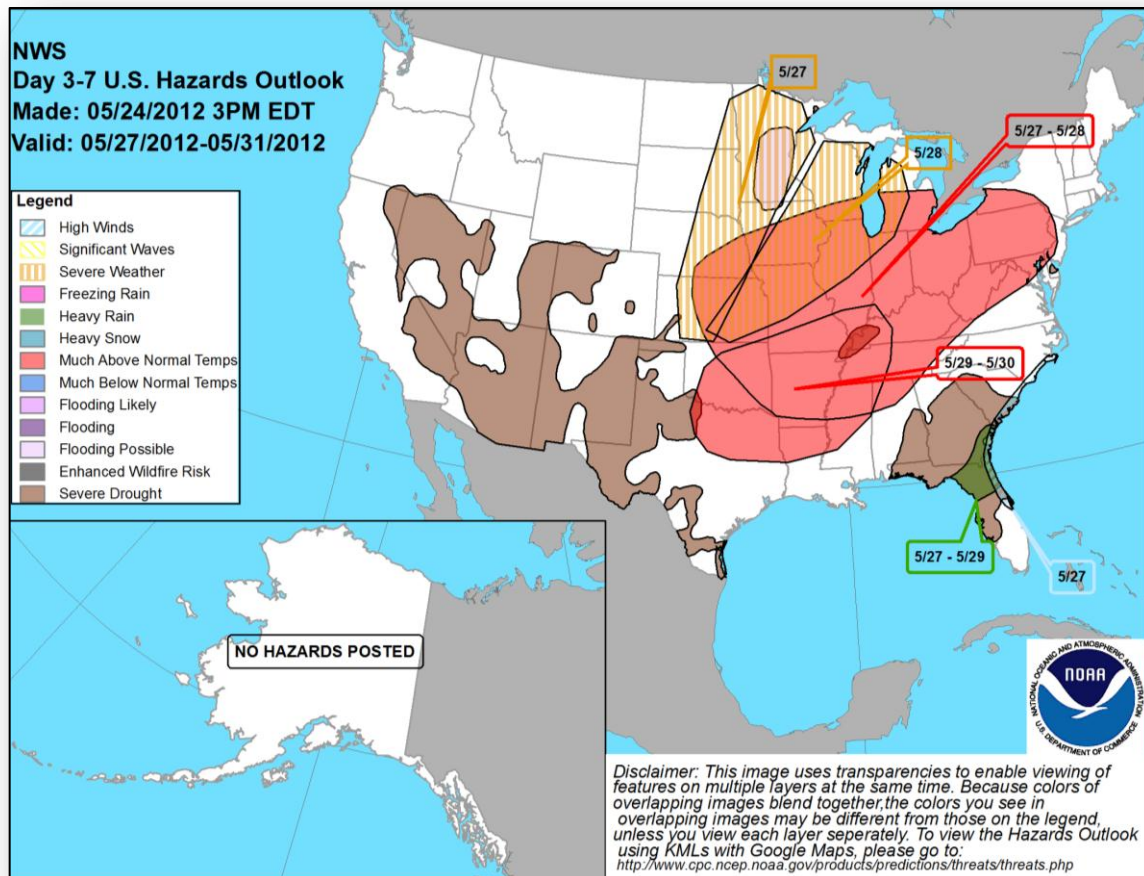 NWS
Day 3-7 U.S. Hazards Outlook
Made: 05/24/2012 3PM EDT
Valid: 05/27/2012-05/31/2012
5/27
5/27 - 5/28
5/28
Legend
High Winds
Significant Waves
Severe Weather
Freezing Rain
Heavy Rain
Heavy Snow
Much Above Normal Temps
Much Below Normal Temps
Flooding Likely
Flooding
Flooding Possible
Enhanced Wildfire Risk
Severe Drought
5/29 - 5/30
5/27 - 5/29
5/27
NO HAZARDS POSTED
NATIONAL OCEANIC AND ATMOSPHERIC ADMINISTRATION
NOAA
U.S. DEPARTMENT OF COMMERCE
Disclaimer: This image uses transparencies to enable viewing of
features on multiple layers at the same time. Because colors of
overlapping images blend together,the colors you see in
overlapping images may be different from those on the legend,
unless you view each layer seperately. To view the Hazards Outlook
using KMLs with Google Maps, please go to:
http://www.cpc.ncep.noaa.gov/products/predictions/threats/threats.php